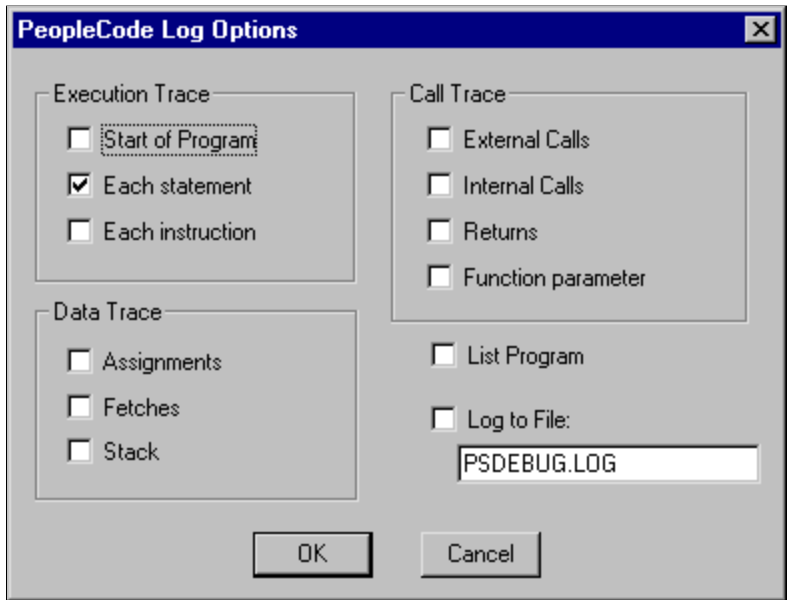 PeopleCode Log Options
Execution Trace
Start of Program
Each statement
Each instruction
Data Trace
Assignments
Fetches
Stack
Call Trace
External Calls
Internal Calls
Returns
Function parameter
List Program
Log to File:
PSDEBUG.LOG
OK
Cancel